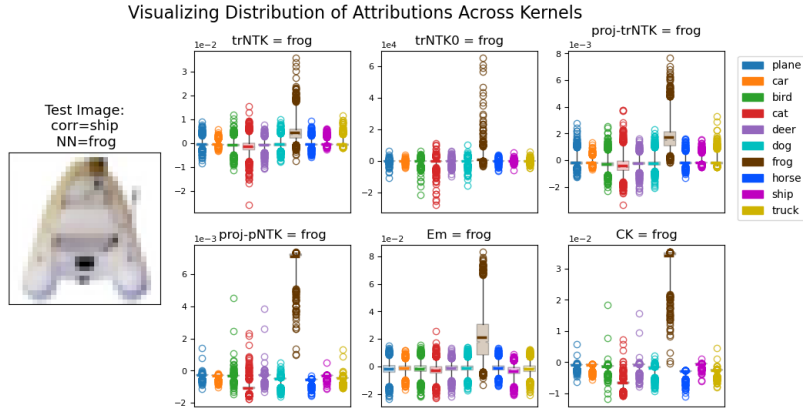 Visualizing Distribution of Attributions Across Kernels
Test Image:
corr=ship
NN=frog
trNTK = frog
1e−2
3
2
1
0
−1
−2
trNTK0 = frog
1e4
6
4
2
0
−2
proj-trNTK = frog
1e−3
8
6
4
2
0
−2
plane
car
bird
cat
deer
dog
frog
horse
ship
truck
proj-pNTK = frog
1e−3
6
4
2
0
−2
Em = frog
1e−2
8
6
4
2
0
−2
CK = frog
1e−2
3
2
1
0
−1